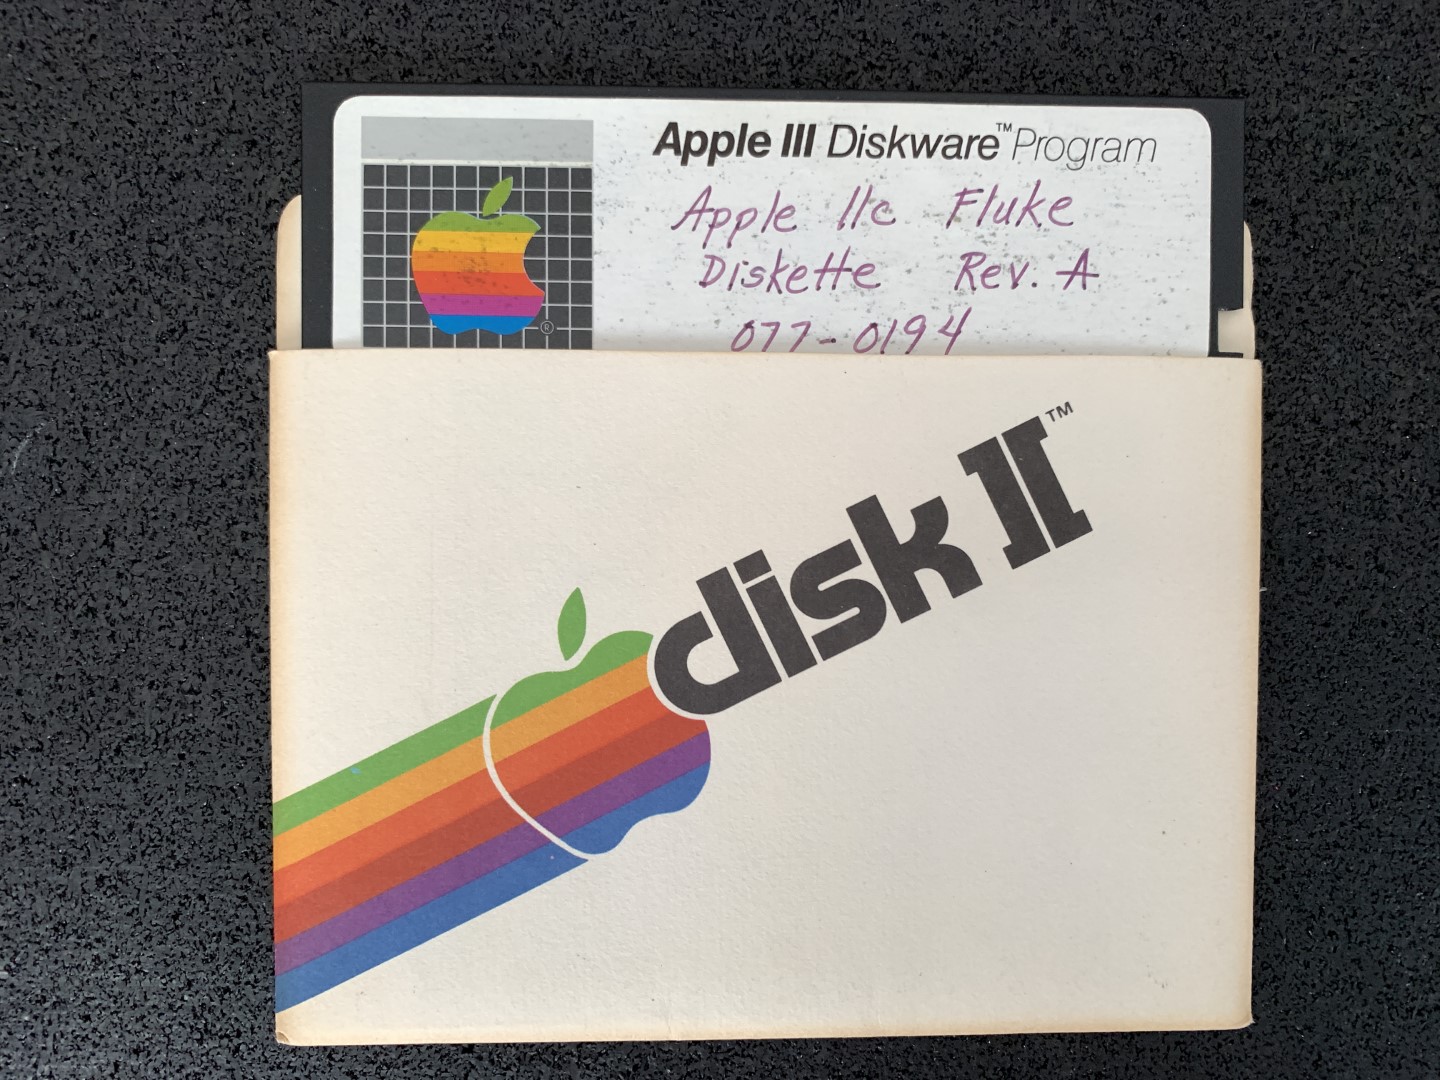 Apple III Diskware™ Program
Apple IIc Fluke
Diskette Rev. A
077-0194
®
disk II™